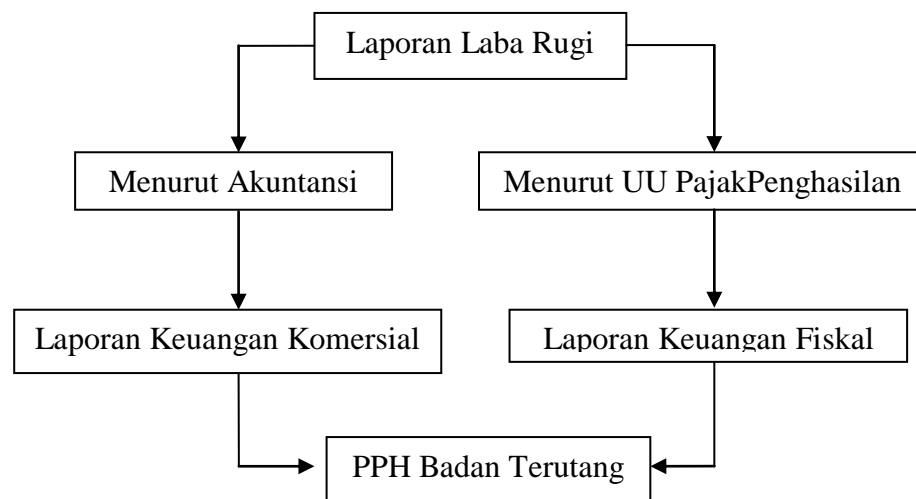 Laporan Laba Rugi
Menurut Akuntansi
Menurut UU PajakPenghasilan
Laporan Keuangan Komersial
Laporan Keuangan Fiskal
PPH Badan Terutang